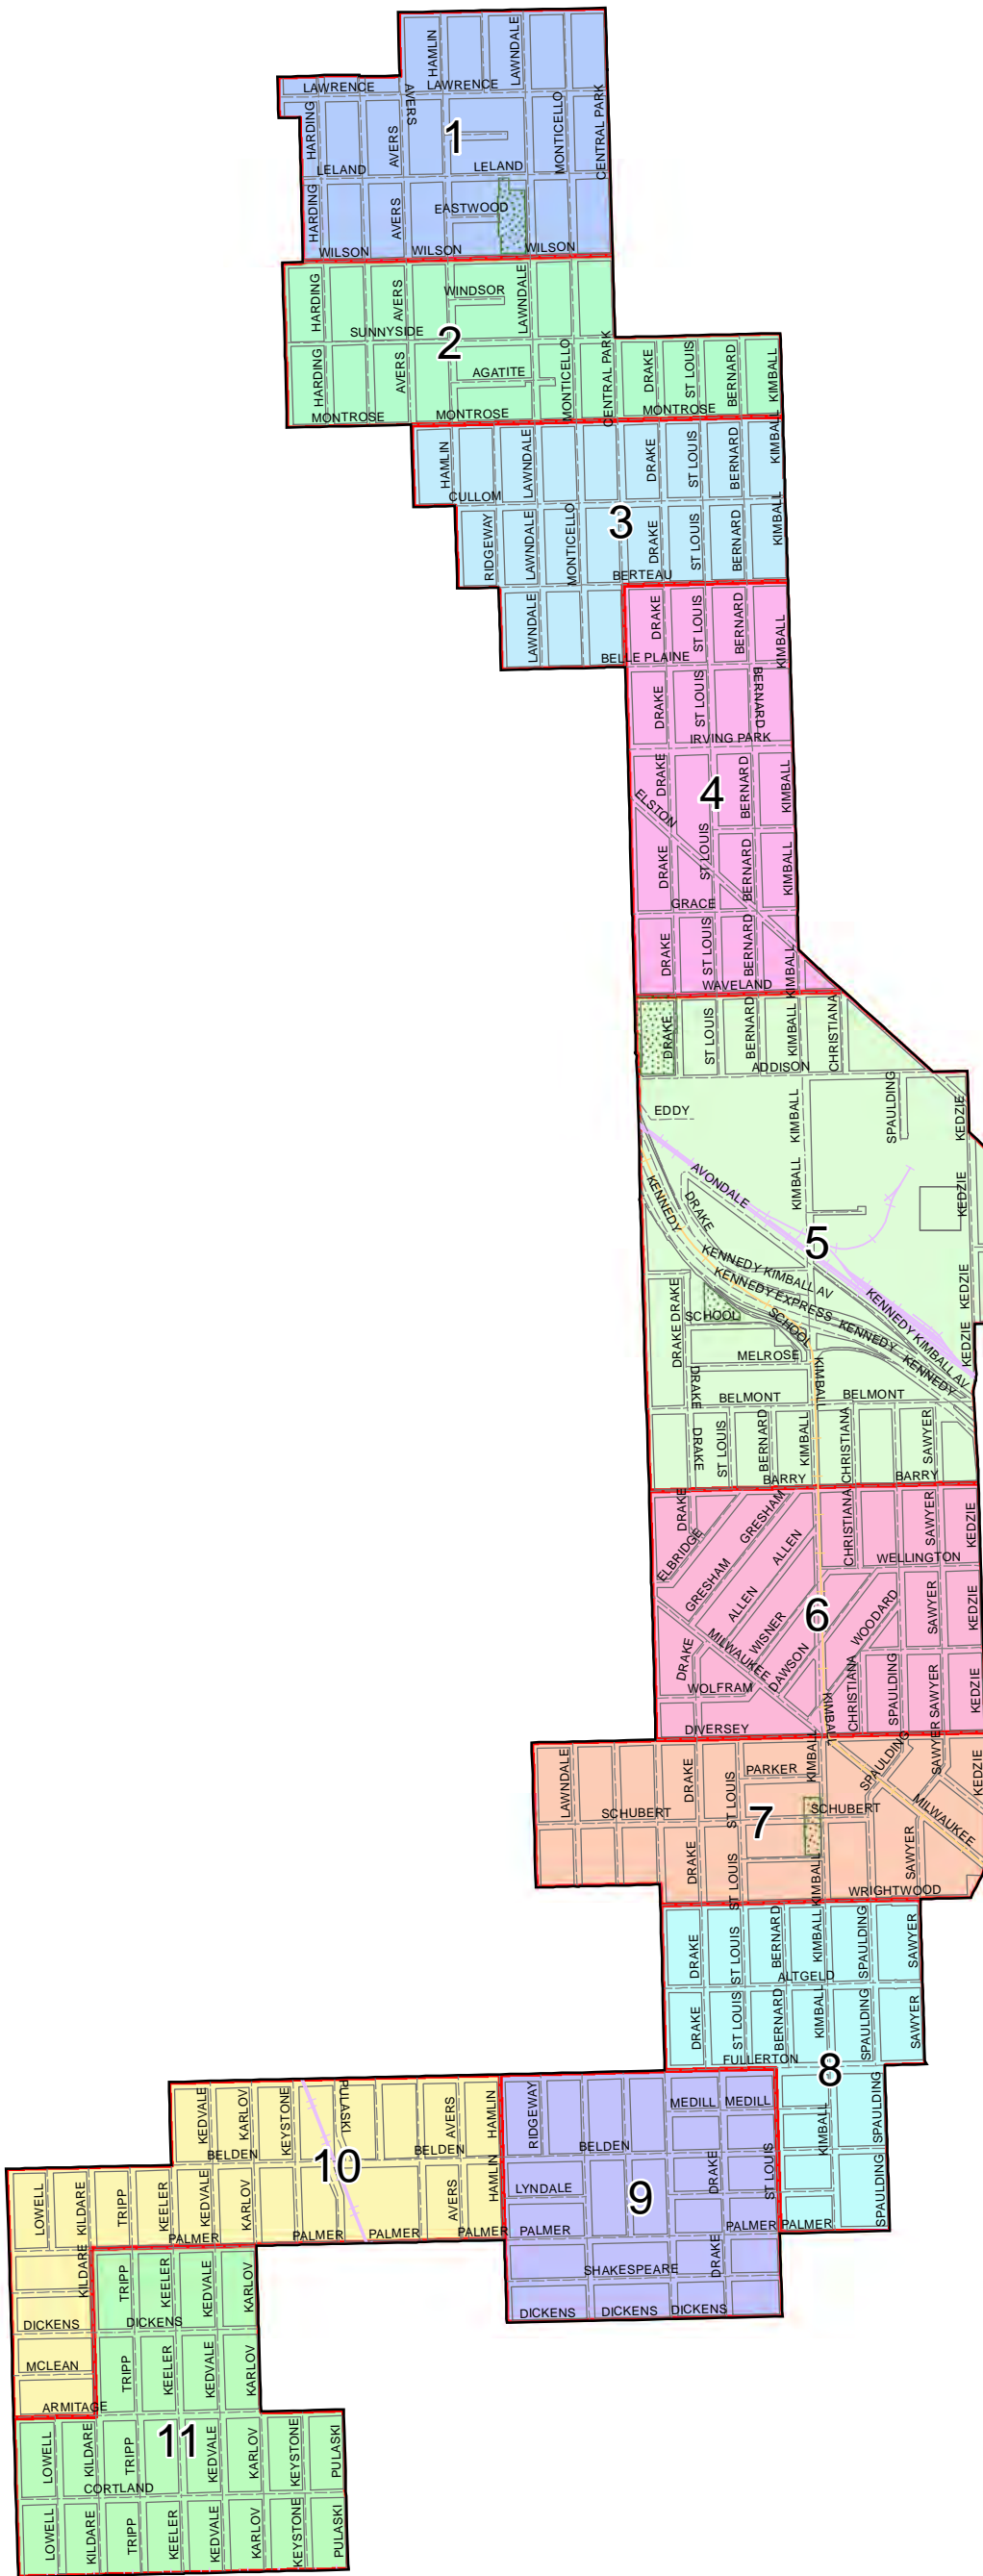 HAMLIN
LAWNDALE
LAWRENCE
LAWRENCE
AVERS
HARDING
AVERS
1
MONTICELLO
CENTRAL PARK
LELAND
LELAND
HARDING
AVERS
EASTWOOD
WILSON
WILSON
WILSON
HARDING
AVERS
WINDSOR
LAWNDALE
SUNNYSIDE
2
HARDING
AVERS
AGATITE
MONTICELLO
CENTRAL PARK
DRAKE
ST LOUIS
BERNARD
KIMBALL
MONTROSE
MONTROSE
MONTROSE
HAMLIN
LAWNDALE
DRAKE
ST LOUIS
BERNARD
KIMBALL
CULLOM
3
RIDGEWAY
LAWNDALE
MONTICELLO
DRAKE
ST LOUIS
BERNARD
KIMBALL
BERTEAU
LAWNDALE
DRAKE
ST LOUIS
BERNARD
KIMBALL
BELLE PLAINE
DRAKE
ST LOUIS
BERNARD
IRVING PARK
DRAKE
4
BERNARD
KIMBALL
ELSTON
DRAKE
ST LOUIS
BERNARD
KIMBALL
GRACE
DRAKE
ST LOUIS
BERNARD
KIMBALL
WAVELAND
DRAKE
ST LOUIS
BERNARD
KIMBALL
CHRISTIANA
ADDISON
EDDY
KIMBALL
SPAULDING
KEDZIE
AVONDALE
KIMBALL
KEDZIE
KENNEDY
DRAKE
5
KENNEDY KIMBALL AV
KENNEDY EXPRESS
KENNEDY
KENNEDY
KENNEDY KIMBALL AV
KEDZIE
KEDZIE
DRAKE
DRAKE
SCHOOL
SCHOOL
MELROSE
KIMBALL
DRAKE
BELMONT
BELMONT
DRAKE
ST LOUIS
BERNARD
KIMBALL
CHRISTIANA
SAWYER
BARRY
BARRY
DRAKE
ELBRIDGE
GRESHAM
GRESHAM
ALLEN
ALLEN
CHRISTIANA
SAWYER
KEDZIE
WELLINGTON
6
WISNER
WOODARD
SAWYER
KEDZIE
MILWAUKEE
DAWSON
DRAKE
WOLFRAM
KIMBALL
CHRISTIANA
SPAULDING
SAWYER
KEDZIE
DIVERSEY
LAWNDALE
DRAKE
ST LOUIS
PARKER
KIMBALL
SPAULDING
SAWYER
KEDZIE
SCHUBERT
7
SCHUBERT
MILWAUKEE
DRAKE
ST LOUIS
KIMBALL
SAWYER
WRIGHTWOOD
DRAKE
ST LOUIS
BERNARD
KIMBALL
SPAULDING
SAWYER
ALTGELD
DRAKE
ST LOUIS
BERNARD
KIMBALL
SPAULDING
SAWYER
FULLERTON
8
KEDVALE
KARLOV
KEYSTONE
PULASKI
AVERS
HAMLIN
RIDGEWAY
MEDILL
MEDILL
KIMBALL
SPAULDING
BELDEN
10
BELDEN
BELDEN
LOWELL
KILDARE
TRIPP
KEELER
KEDVALE
KARLOV
AVERS
HAMLIN
LYNDALE
9
DRAKE
ST LOUIS
SPAULDING
PALMER
PALMER
PALMER
PALMER
PALMER
PALMER
PALMER
KILDARE
TRIPP
KEELER
KEDVALE
KARLOV
SHAKESPEARE
DRAKE
DICKENS
DICKENS
DICKENS
DICKENS
DICKENS
MCLEAN
TRIPP
KEELER
KEDVALE
KARLOV
ARMITAGE
LOWELL
KILDARE
TRIPP
11
KEDVALE
KARLOV
KEYSTONE
PULASKI
CORTLAND
LOWELL
KILDARE
TRIPP
KEELER
KEDVALE
KARLOV
KEYSTONE
PULASKI